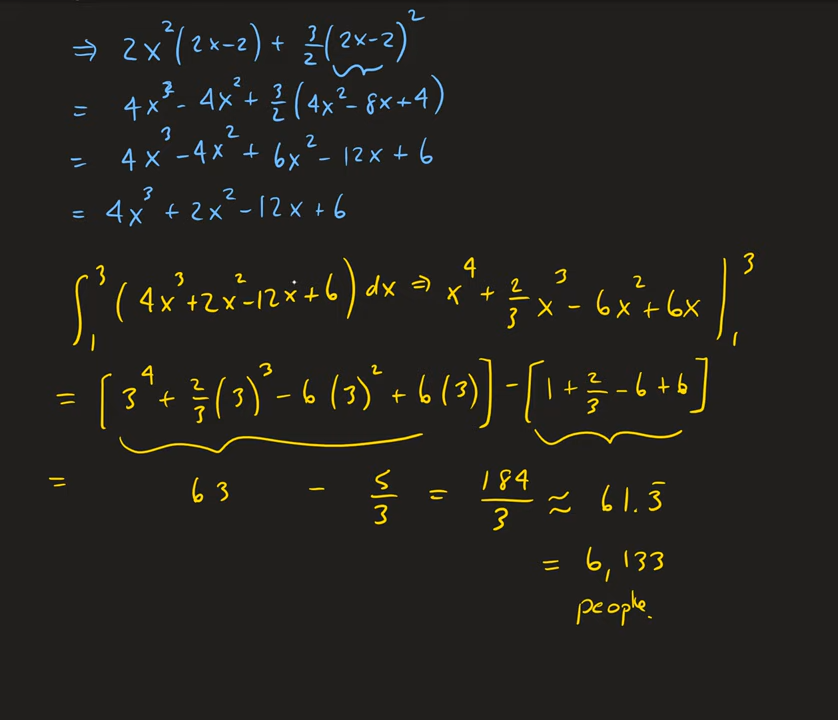 ⇒ 2x²(2x-2) + 3/2(2x-2)²
= 4x³ - 4x² + 3/2(4x² - 8x + 4)
= 4x³ - 4x² + 6x² - 12x + 6
= 4x³ + 2x² - 12x + 6
∫₁³ (4x³ + 2x² - 12x + 6) dx ⇒ x⁴ + 2/3 x³ - 6x² + 6x |₁³
= [3⁴ + 2/3(3)³ - 6(3)² + 6(3)] - [1 + 2/3 - 6 + 6]
= 63 - 5/3 = 184/3 ≈ 61.3̅
= 6,133
people.